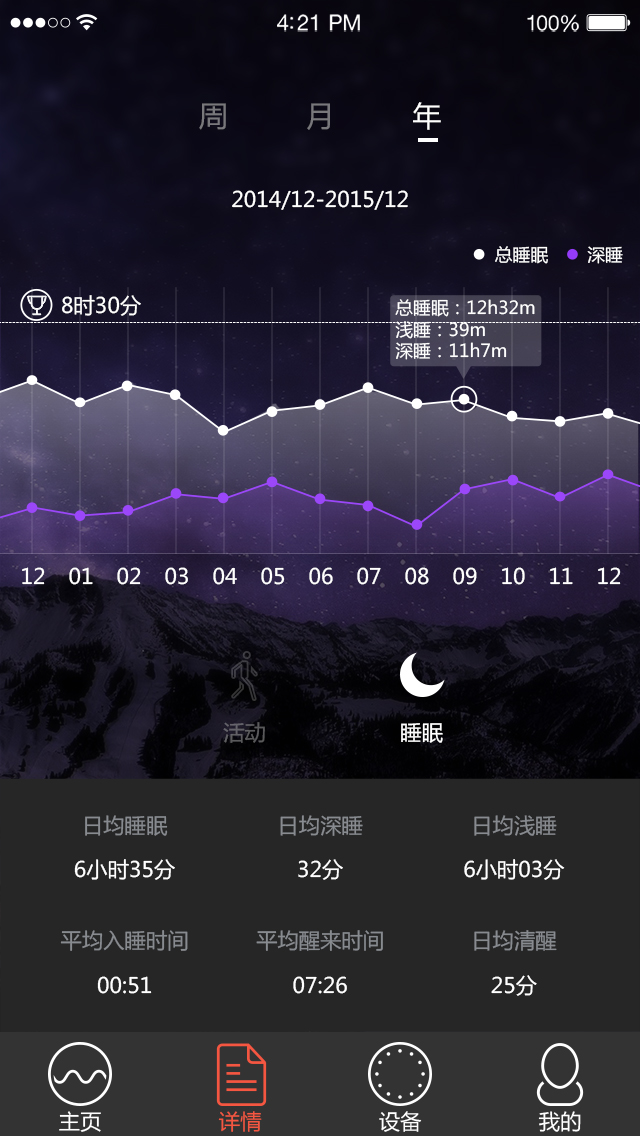 4:21 PM 100%
周 月 年
2014/12-2015/12
总睡眠 深睡
8时30分
总睡眠：12h32m
浅睡：39m
深睡：11h7m
12 01 02 03 04 05 06 07 08 09 10 11 12
活动 睡眠
日均睡眠 日均深睡 日均浅睡
6小时35分 32分 6小时03分
平均入睡时间 平均醒来时间 日均清醒
00:51 07:26 25分
主页 详情 设备 我的